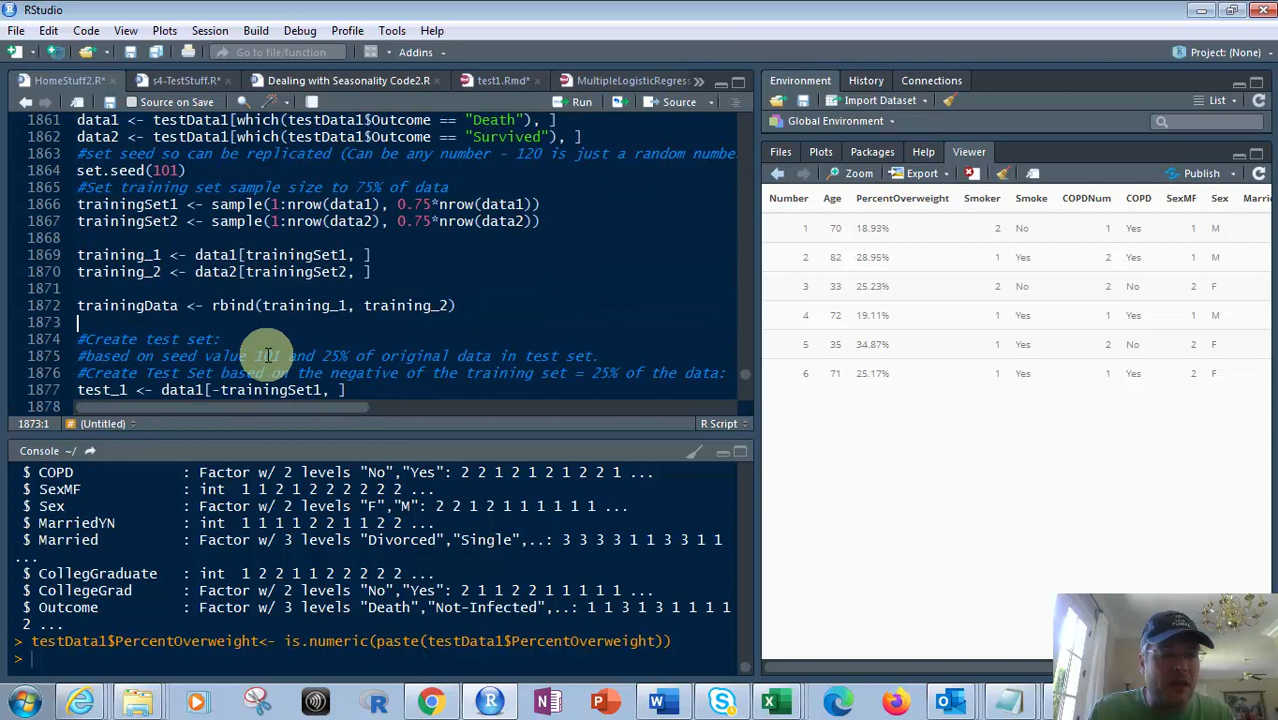 RStudio
File Edit Code View Plots Session Build Debug Profile Tools Help
Go to file/function Addins Project: (None)
HomeStuff2.R* s4-TestStuff.R* Dealing with Seasonality Code2.R test1.Rmd* MultipleLogisticRegress
Source on Save Run Source
1861 data1 <- testData1[which(testData1$Outcome == "Death"), ]
1862 data2 <- testData1[which(testData1$Outcome == "Survived"), ]
1863 #set seed so can be replicated (Can be any number - 120 is just a random numbe
1864 set.seed(101)
1865 #Set training set sample size to 75% of data
1866 trainingSet1 <- sample(1:nrow(data1), 0.75*nrow(data1))
1867 trainingSet2 <- sample(1:nrow(data2), 0.75*nrow(data2))
1868
1869 training_1 <- data1[trainingSet1, ]
1870 training_2 <- data2[trainingSet2, ]
1871
1872 trainingData <- rbind(training_1, training_2)
1873
1874 #Create test set:
1875 #based on seed value 101 and 25% of original data in test set.
1876 #Create Test Set based on the negative of the training set = 25% of the data:
1877 test_1 <- data1[-trainingSet1, ]
1878
1873:1 # (Untitled) R Script
Console ~/
$ COPD : Factor w/ 2 levels "No","Yes": 2 2 1 2 1 2 1 2 2 1 ...
$ SexMF : int 1 1 2 1 2 2 2 2 2 2 ...
$ Sex : Factor w/ 2 levels "F","M": 2 2 1 2 1 1 1 1 1 1 ...
$ MarriedYN : int 1 1 1 1 2 2 1 1 2 2 ...
$ Married : Factor w/ 3 levels "Divorced","Single",..: 3 3 3 3 1 1 3 3 1 1
...
$ CollegGraduate : int 1 2 2 1 1 2 2 2 2 2 ...
$ CollegeGrad : Factor w/ 2 levels "No","Yes": 2 1 1 2 2 1 1 1 1 1 ...
$ Outcome : Factor w/ 3 levels "Death","Not-Infected",..: 1 1 3 1 3 1 1 1 1
2 ...
> testData1$PercentOverweight<- is.numeric(paste(testData1$PercentOverweight))
>
Environment History Connections
Import Dataset List
Global Environment
Files Plots Packages Help Viewer
Zoom Export Publish
Number Age PercentOverweight Smoker Smoke COPDNum COPD SexMF Sex Marrie
1 70 18.93% 2 No 1 Yes 1 M
2 82 28.95% 1 Yes 1 Yes 1 M
3 33 25.23% 2 No 2 No 2 F
4 72 19.11% 1 Yes 1 Yes 1 M
5 35 34.87% 1 Yes 2 No 2 F
6 71 25.17% 1 Yes 1 Yes 2 F